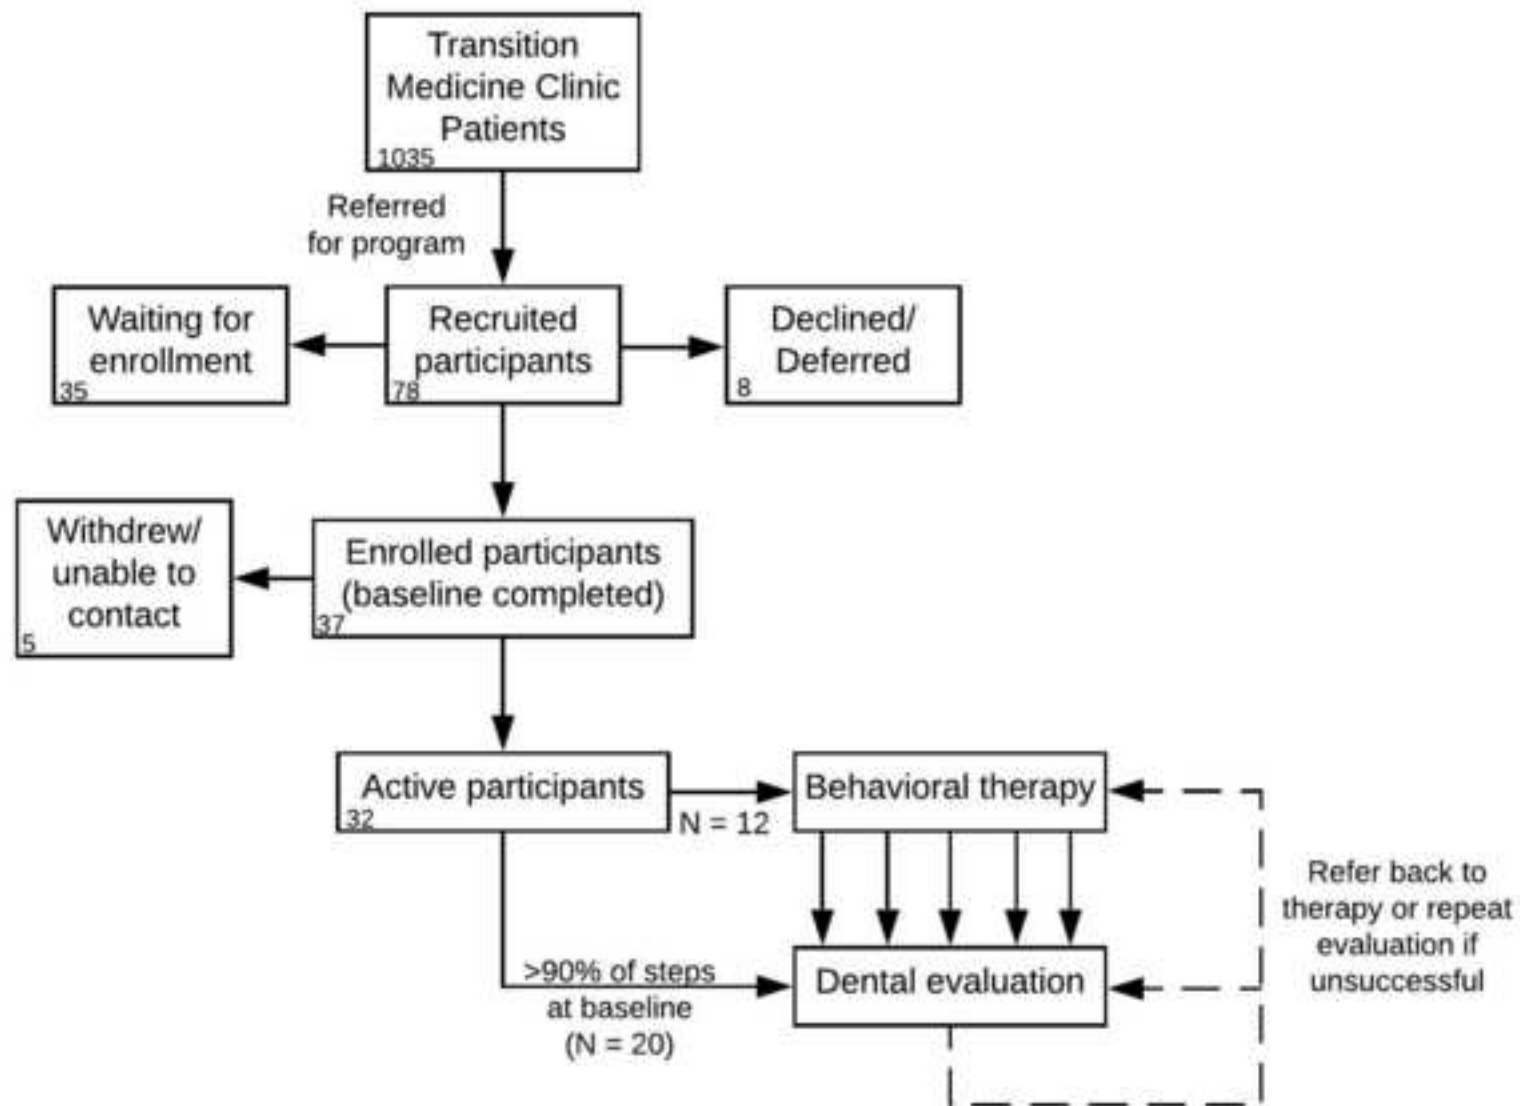 Transition
Medicine Clinic
Patients
1035
Referred
for program
Waiting for
enrollment
35
Recruited
participants
78
Declined/
Deferred
8
Withdrew/
unable to
contact
5
Enrolled participants
(baseline completed)
37
Active participants
32
N = 12
Behavioral therapy
Refer back to
therapy or repeat
evaluation if
unsuccessful
>90% of steps
at baseline
(N = 20)
Dental evaluation